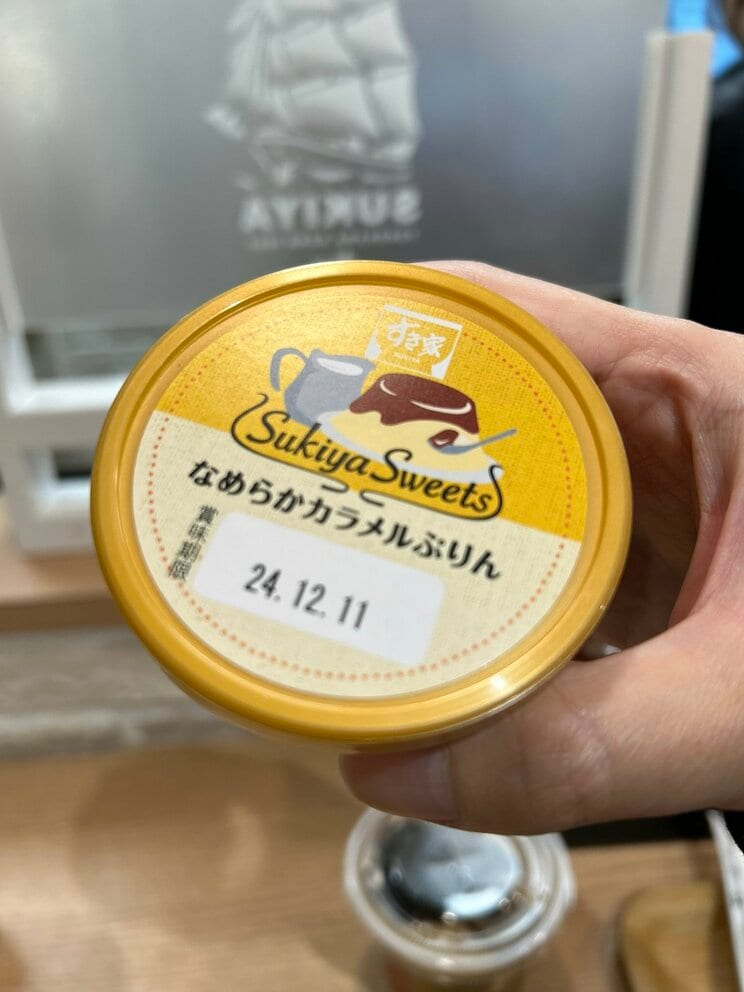 SUKIYA
すき家
SUKIYA
Sukiya Sweets
なめらかカラメルぷりん
賞味期限
24.12.11